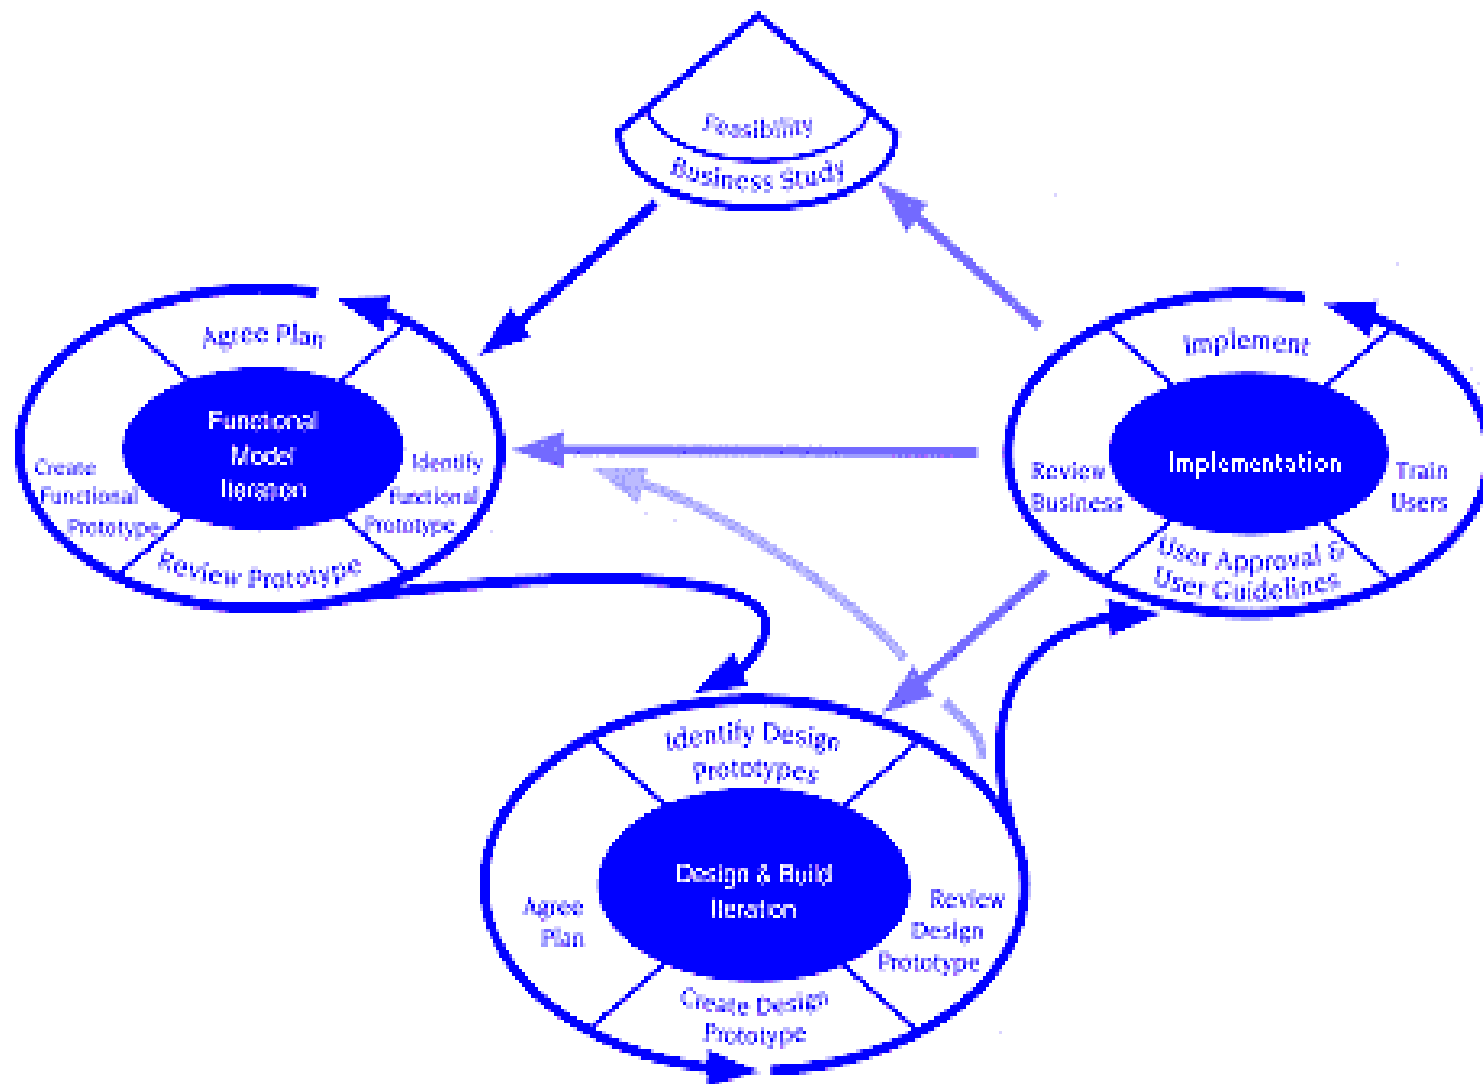 Feasibility
Business Study
Agree Plan
Functional
Model
Iteration
Create
Functional
Prototype
Identify
Functional
Prototype
Review Prototype
Implement
Implementation
Review
Business
Train
Users
User Approval &
User Guidelines
Identify Design
Prototypes
Design & Build
Iteration
Agree
Plan
Review
Design
Prototype
Create Design
Prototype